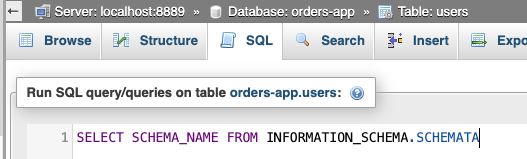 Server: localhost:8889 » Database: orders-app » Table: users
Browse Structure SQL Search Insert Expo
Run SQL query/queries on table orders-app.users:
1 SELECT SCHEMA_NAME FROM INFORMATION_SCHEMA.SCHEMATA